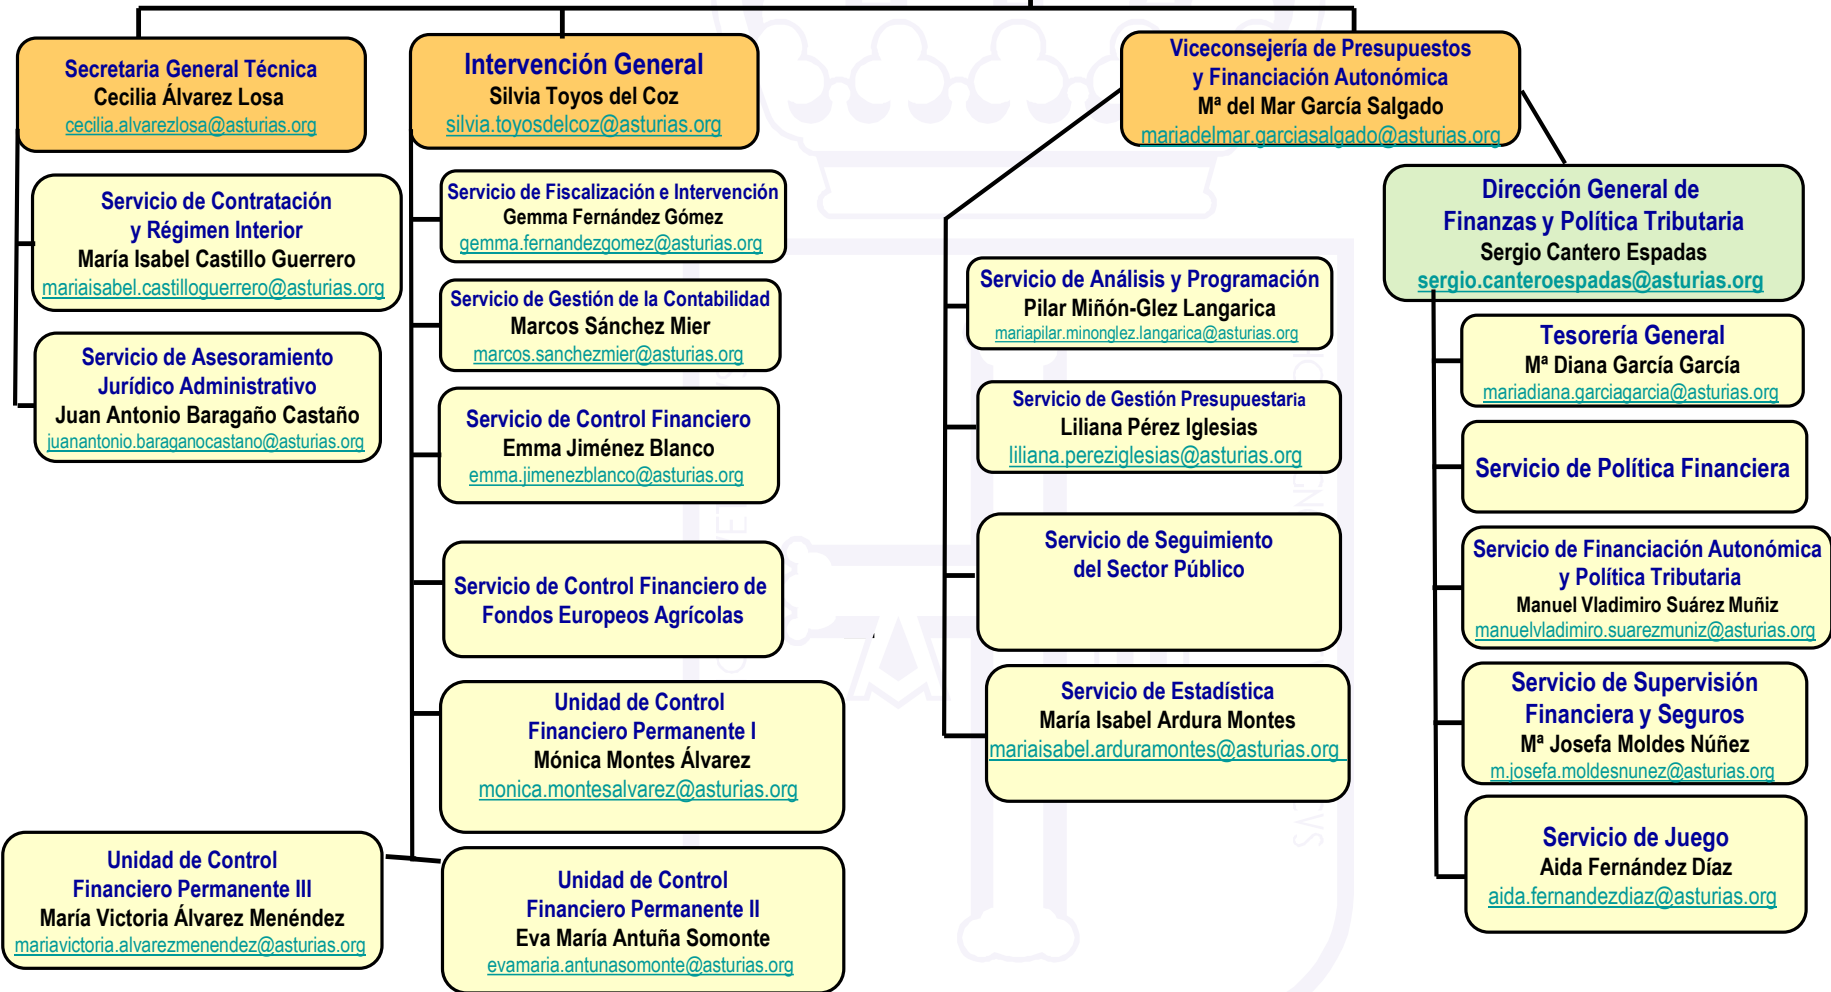 Secretaria General Técnica
Cecilia Álvarez Losa
cecilia.alvarezlosa@asturias.org
Servicio de Contratación
y Régimen Interior
María Isabel Castillo Guerrero
mariaisabel.castilloguerrero@asturias.org
Servicio de Asesoramiento
Jurídico Administrativo
Juan Antonio Baragaño Castaño
juanantonio.baraganocastano@asturias.org
Intervención General
Silvia Toyos del Coz
silvia.toyosdelcoz@asturias.org
Servicio de Fiscalización e Intervención
Gemma Fernández Gómez
gemma.fernandezgomez@asturias.org
Servicio de Gestión de la Contabilidad
Marcos Sánchez Mier
marcos.sanchezmier@asturias.org
Servicio de Control Financiero
Emma Jiménez Blanco
emma.jimenezblanco@asturias.org
Servicio de Control Financiero de
Fondos Europeos Agrícolas
Unidad de Control
Financiero Permanente I
Mónica Montes Álvarez
monica.montesalvarez@asturias.org
Unidad de Control
Financiero Permanente III
María Victoria Álvarez Menéndez
mariavictoria.alvarezmenendez@asturias.org
Unidad de Control
Financiero Permanente II
Eva María Antuña Somonte
evamaria.antunasomonte@asturias.org
Viceconsejería de Presupuestos
y Financiación Autonómica
Mª del Mar García Salgado
mariadelmar.garciasalgado@asturias.org
Servicio de Análisis y Programación
Pilar Miñón-Glez Langarica
mariapilar.minonglez.langarica@asturias.org
Servicio de Gestión Presupuestaria
Liliana Pérez Iglesias
liliana.pereziglesias@asturias.org
Servicio de Seguimiento
del Sector Público
Servicio de Estadística
María Isabel Ardura Montes
mariaisabel.arduramontes@asturias.org
Dirección General de
Finanzas y Política Tributaria
Sergio Cantero Espadas
sergio.canteroespadas@asturias.org
Tesorería General
Mª Diana García García
mariadiana.garciagarcia@asturias.org
Servicio de Política Financiera
Servicio de Financiación Autonómica
y Política Tributaria
Manuel Vladimiro Suárez Muñiz
manuelvladimiro.suarezmuniz@asturias.org
Servicio de Supervisión
Financiera y Seguros
Mª Josefa Moldes Núñez
m.josefa.moldesnunez@asturias.org
Servicio de Juego
Aida Fernández Díaz
aida.fernandezdiaz@asturias.org